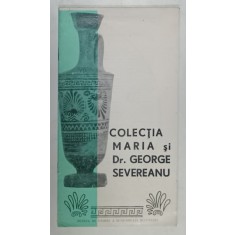 COLECȚIA
MARIA și
Dr. GEORGE
SEVEREANU